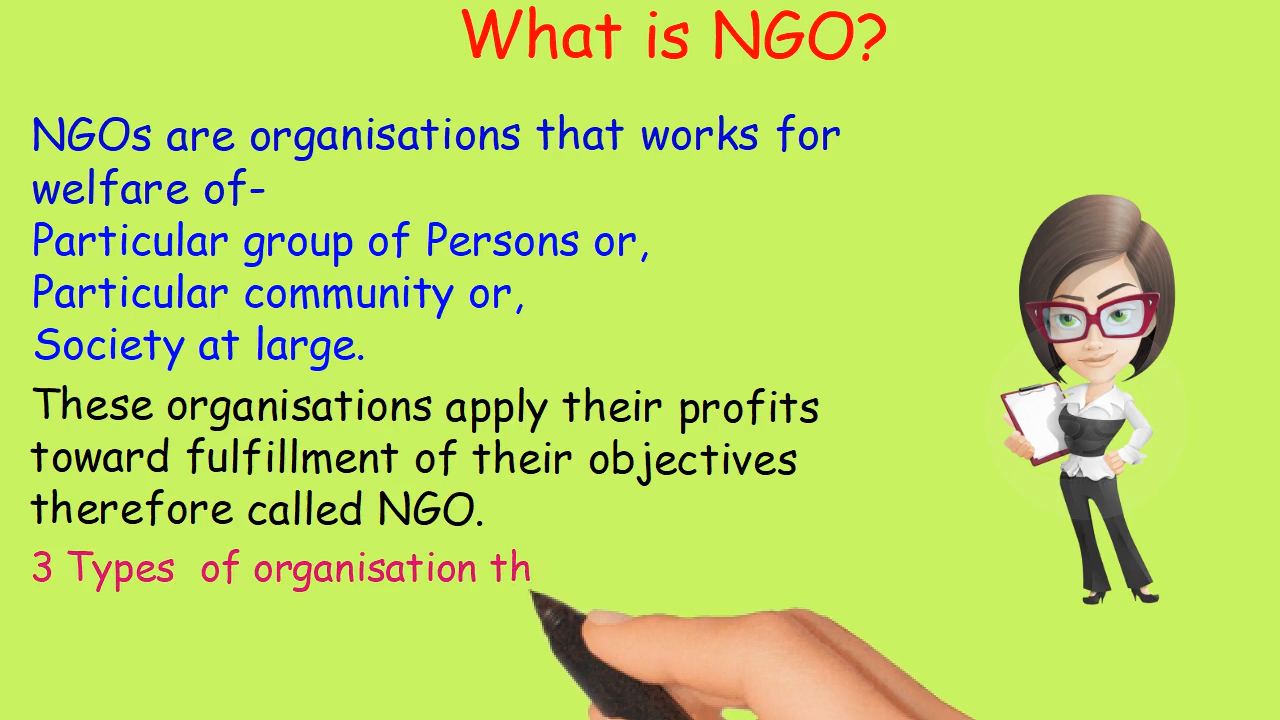 What is NGO?
NGOs are organisations that works for
welfare of-
Particular group of Persons or,
Particular community or,
Society at large.
These organisations apply their profits
toward fulfillment of their objectives
therefore called NGO.
3 Types  of organisation th